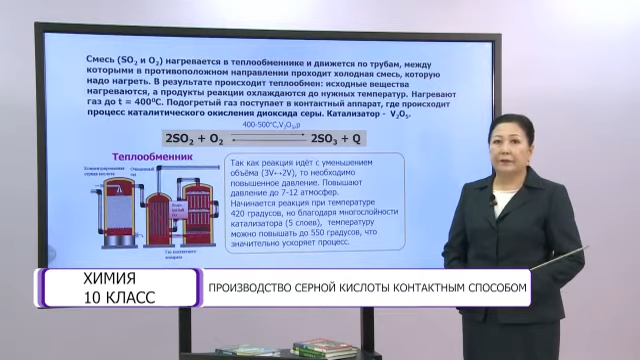 Смесь (SO₂ и O₂) нагревается в теплообменнике и движется по трубам, между
которыми в противоположном направлении проходит холодная смесь, которую
надо нагреть. В результате происходит теплообмен: исходные вещества
нагреваются, а продукты реакции охлаждаются до нужных температур. Нагревают
газ до t = 400⁰С. Подогретый газ поступает в контактный аппарат, где происходит
процесс каталитического окисления диоксида серы. Катализатор - V₂O₅.
400-500°C,V₂O₅,p
2SO₂ + O₂ 2SO₃ + Q
Теплообменник
Так как реакция идёт с уменьшением
объёма (3V↔2V), то необходимо
повышенное давление. Повышают
давление до 7-12 атмосфер.
Начинается реакция при температуре
420 градусов, но благодаря многослойности
катализатора (5 слоев), температуру
можно повышать до 550 градусов, что
значительно ускоряет процесс.
ХИМИЯ
10 КЛАСС
ПРОИЗВОДСТВО СЕРНОЙ КИСЛОТЫ КОНТАКТНЫМ СПОСОБОМ